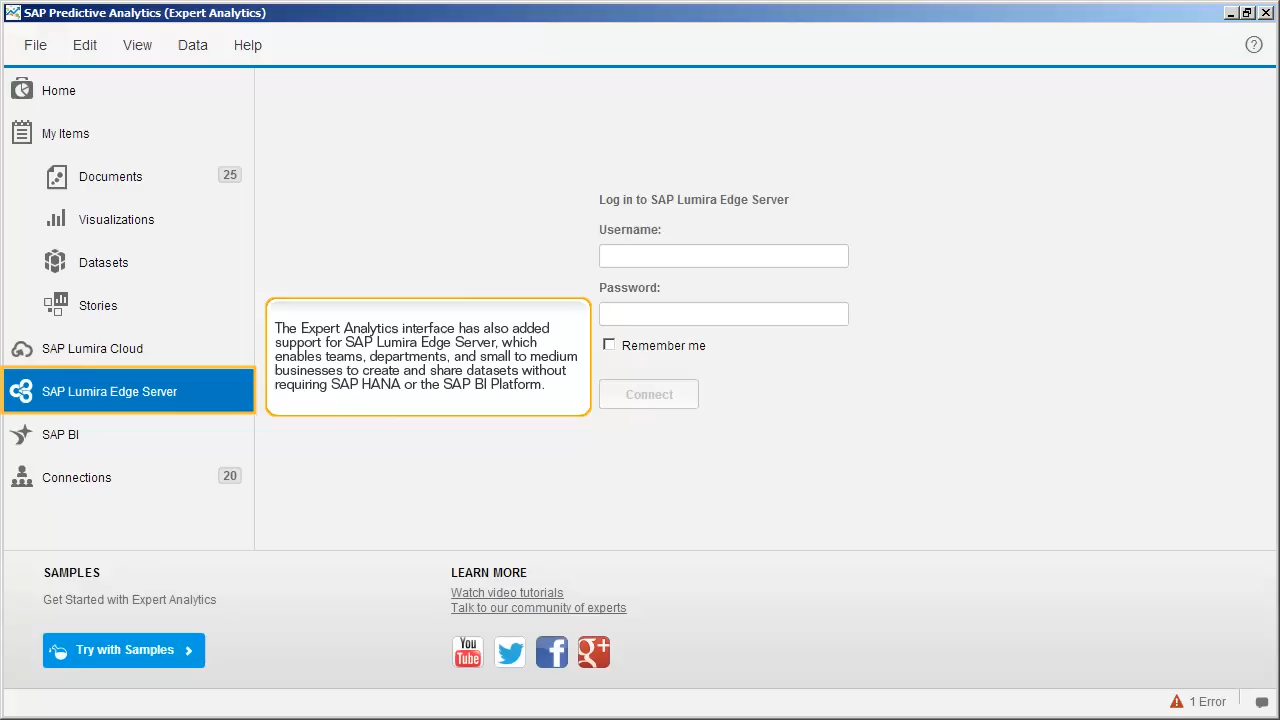 SAP Predictive Analytics (Expert Analytics)
File Edit View Data Help
?
Home
My Items
Documents 25
Visualizations
Datasets
Stories
SAP Lumira Cloud
SAP Lumira Edge Server
SAP BI
Connections 20
Log in to SAP Lumira Edge Server
Username:
Password:
Remember me
Connect
The Expert Analytics interface has also added
support for SAP Lumira Edge Server, which
enables teams, departments, and small to medium
businesses to create and share datasets without
requiring SAP HANA or the SAP BI Platform.
SAMPLES
Get Started with Expert Analytics
Try with Samples
LEARN MORE
Watch video tutorials
Talk to our community of experts
You
Tube
f
g+
1 Error